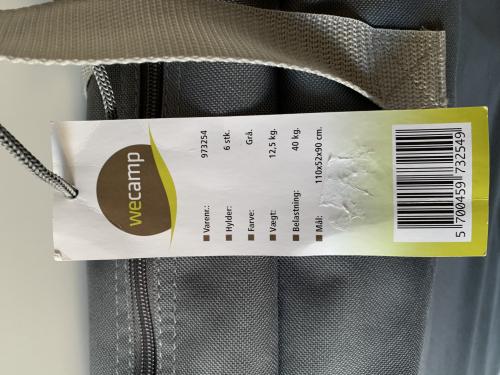 wecamp
Varenr.: 973254
Hylder: 6 stk.
Farve: Grå.
Vægt: 12,5 kg.
Belastning: 40 kg.
Mål: 110x52x90 cm.
5 700459 732549